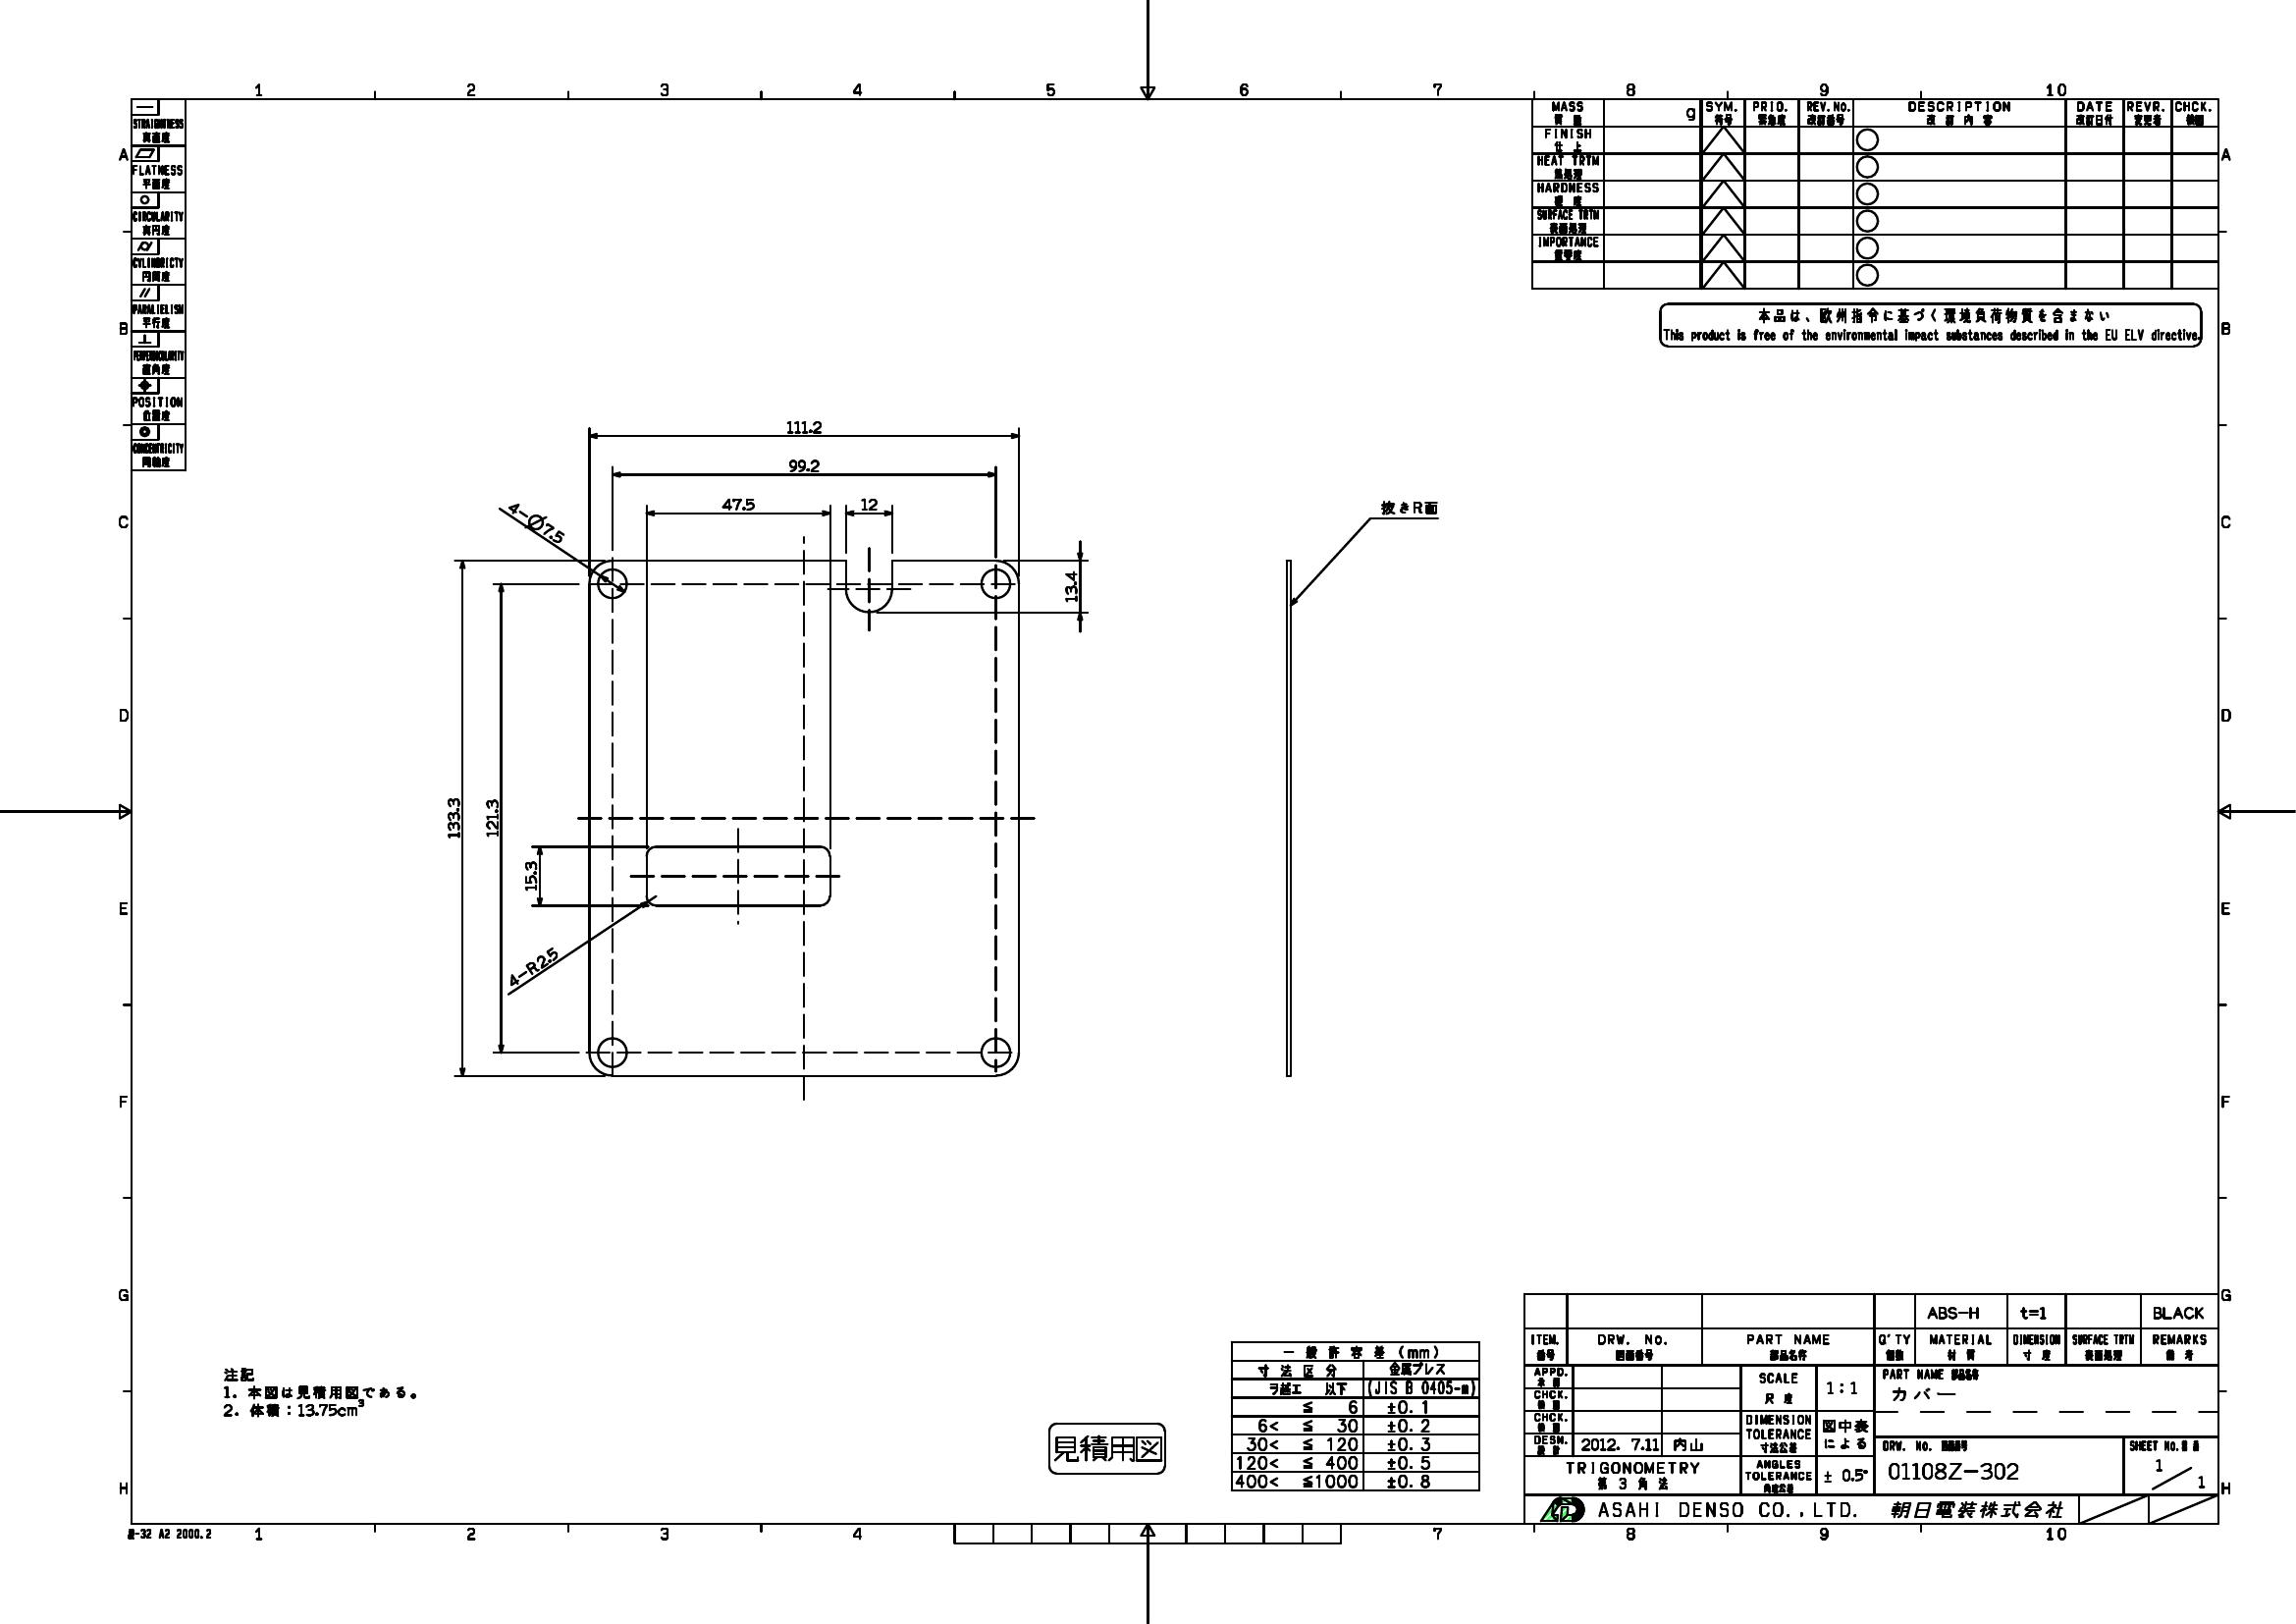 1 2 3 4 5 6 7 8 9 10
A
B
C
D
E
F
G
H
STRAIGHTNESS
真直度
FLATNESS
平面度
CIRCULARITY
真円度
CYLINDRICTY
円筒度
PARALIELISM
平行度
PERPENDICULARITY
直角度
POSITION
位置度
CONCENTRICITY
同軸度
MASS g SYM. PRIO. REV. No. DESCRIPTION DATE REVR. CHCK.
質量 符号 緊急度 改訂番号 改訂内容 改訂日付 変更者 検図
FINISH
仕上
HEAT TRTM
熱処理
HARDNESS
硬度
SURFACE TRTM
表面処理
IMPORTANCE
重要度
本品は、欧州指令に基づく環境負荷物質を含まない
This product is free of the environmental impact substances described in the EU ELV directive.
111.2
99.2
47.5
12
4-Ø7.5
13.4
抜きR面
133.3
121.3
15.3
4-R2.5
注記
1. 本図は見積用図である。
2. 体積：13.75cm³
見積用図
一般許容差(mm)
寸法区分 金属プレス
ヲ越エ 以下 (JIS B 0405-m)
≦ 6 ±0.1
6< ≦ 30 ±0.2
30< ≦ 120 ±0.3
120< ≦ 400 ±0.5
400< ≦1000 ±0.8
ABS-H t=1 BLACK
ITEM. DRW. No. PART NAME Q'TY MATERIAL DIMENSION SURFACE TRTM REMARKS
番号 図面番号 部品名称 個数 材質 寸度 表面処理 備考
APPD.
承認
CHCK.
検図
CHCK.
検図
DESN. 2012. 7.11 内山
設計
SCALE
尺度
1:1
DIMENSION
TOLERANCE
寸法公差
図中表
による
TRIGONOMETRY
第3角法
ANGLES
TOLERANCE
角度公差
± 0.5°
PART NAME 部品名称
カバー
DRW. No. 図面番号
01108Z-302
SHEET No.
1
1
ASAHI DENSO CO.,LTD. 朝日電装株式会社
A
B
C
D
E
F
G
H
-32 A2 2000.2
1 2 3 4 7 8 9 10